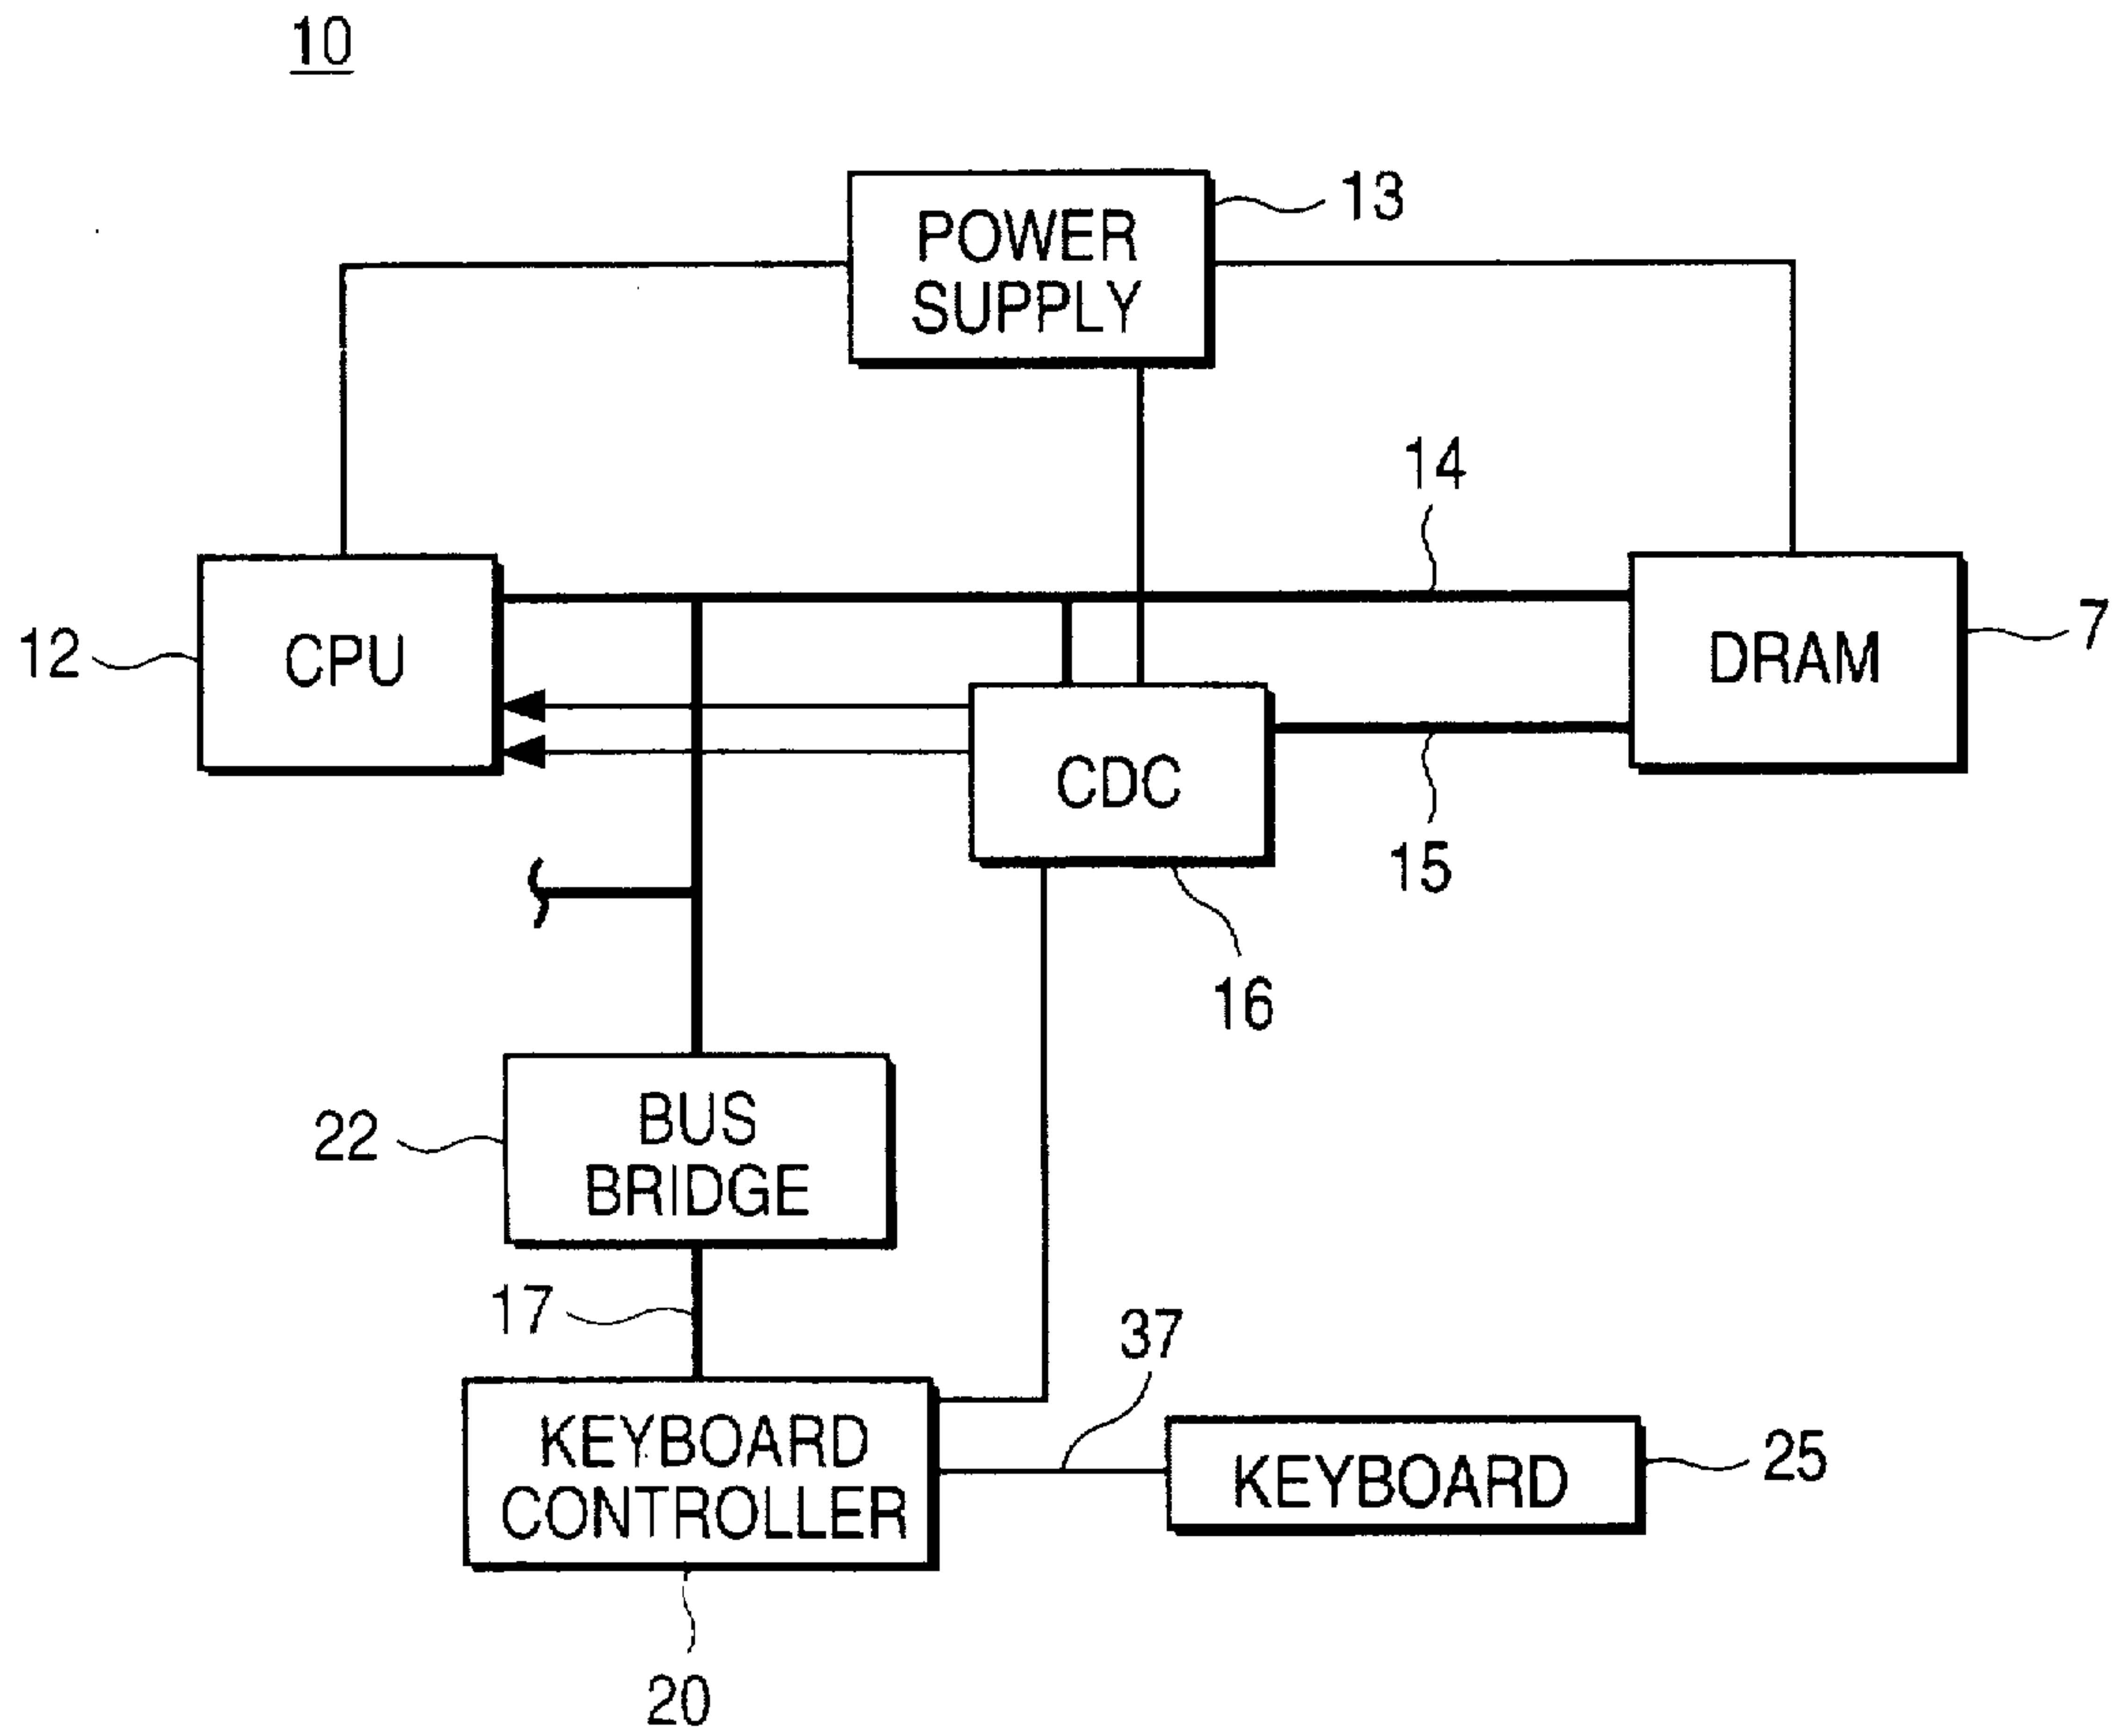 10
POWER
SUPPLY
13
14
12
CPU
DRAM
7
CDC
15
16
22
BUS
BRIDGE
17
37
KEYBOARD
CONTROLLER
KEYBOARD
25
20